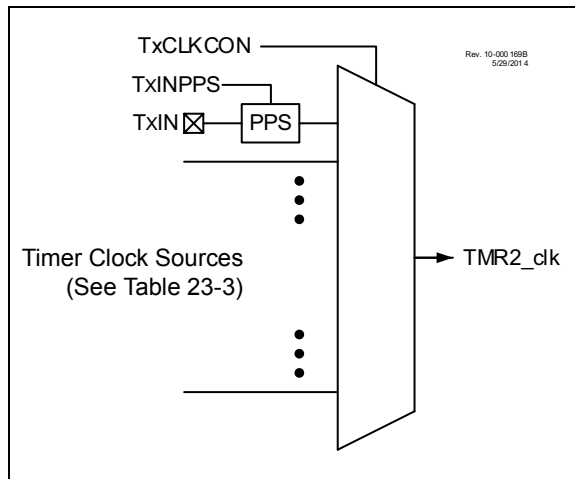 TxCLKCON
Rev. 10-000 169B
5/29/2014
TxINPPS
TxIN
PPS
Timer Clock Sources
(See Table 23-3)
TMR2_clk